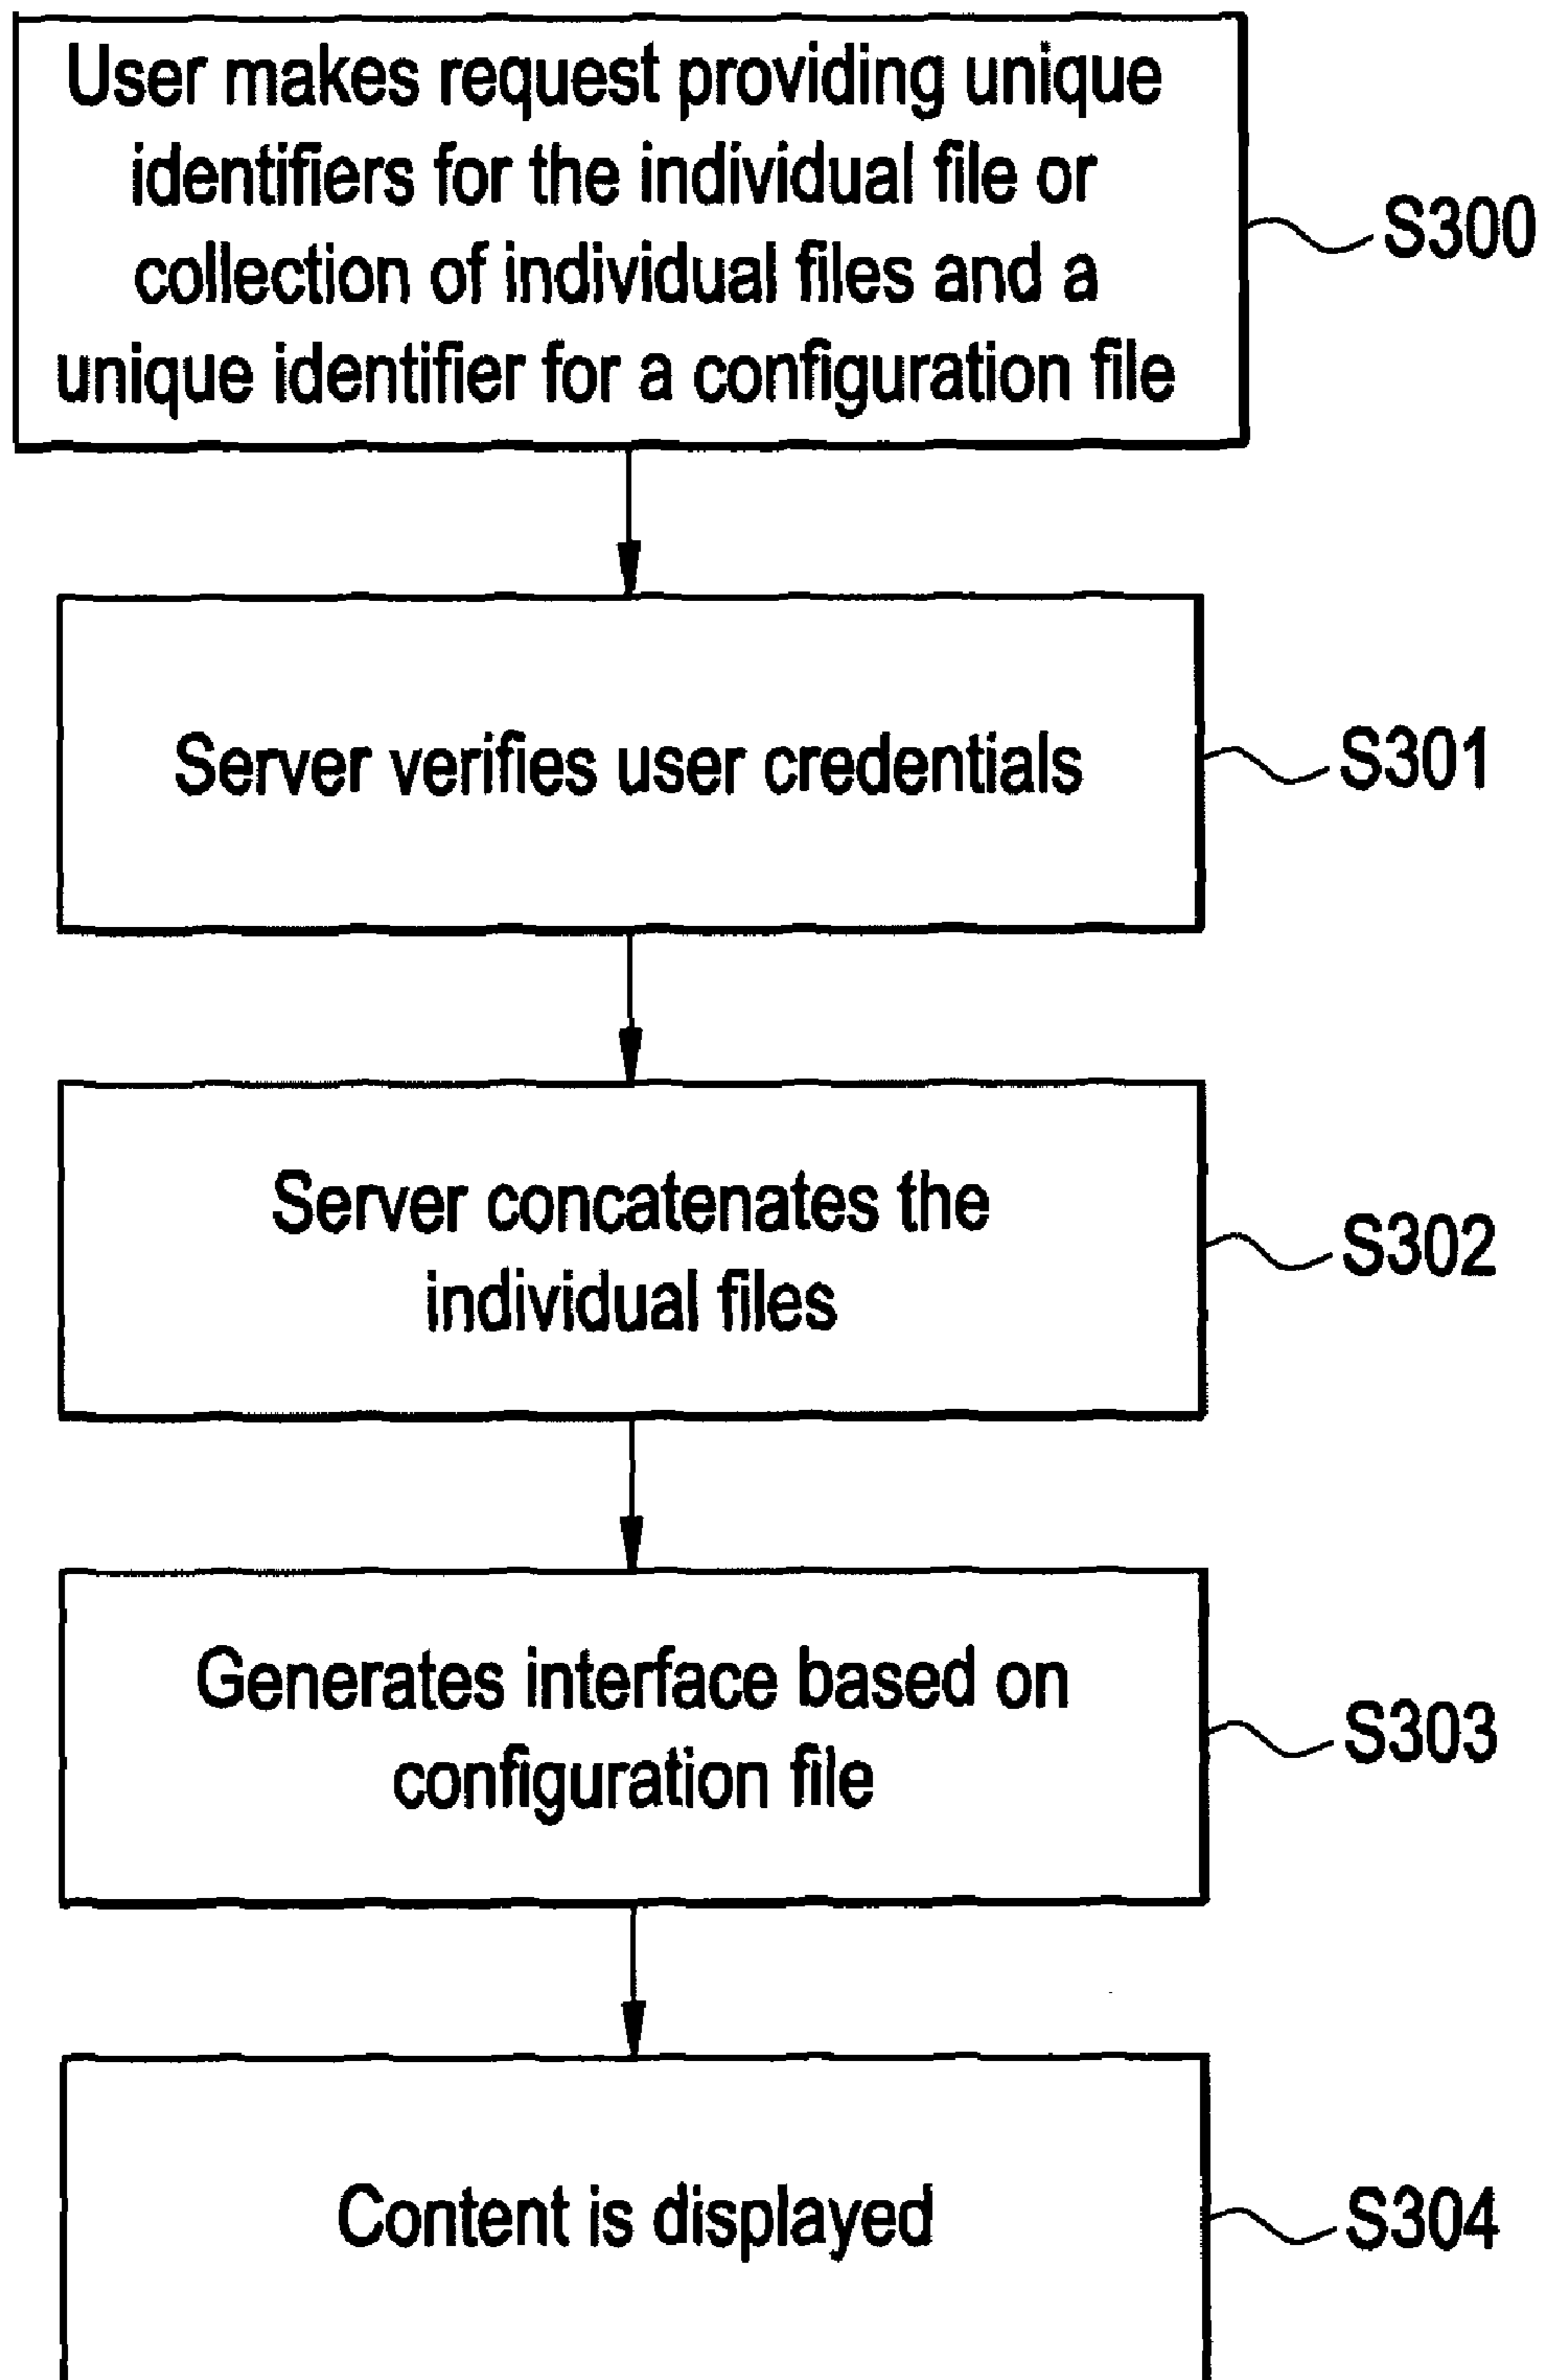 User makes request providing unique
identifiers for the individual file or
collection of individual files and a
unique identifier for a configuration file
S300
Server verifies user credentials
S301
Server concatenates the
individual files
S302
Generates interface based on
configuration file
S303
Content is displayed
S304